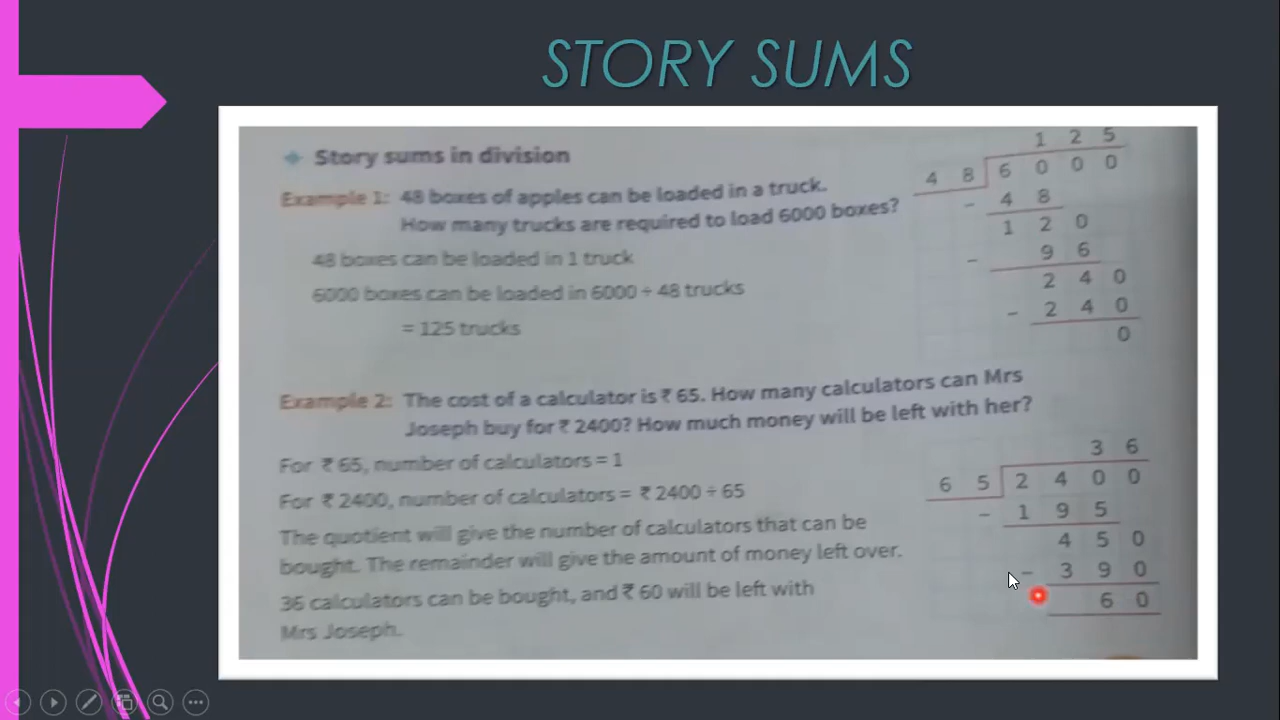 STORY SUMS
Story sums in division
1 2 5
Example 1: 48 boxes of apples can be loaded in a truck.
4 8 6 0 0 0
How many trucks are required to load 6000 boxes?
- 4 8
1 2 0
48 boxes can be loaded in 1 truck
- 9 6
6000 boxes can be loaded in 6000 ÷ 48 trucks
2 4 0
- 2 4 0
= 125 trucks
0
Example 2: The cost of a calculator is ₹ 65. How many calculators can Mrs
Joseph buy for ₹ 2400? How much money will be left with her?
3 6
For ₹ 65, number of calculators = 1
6 5 2 4 0 0
For ₹ 2400, number of calculators = ₹ 2400 ÷ 65
- 1 9 5
The quotient will give the number of calculators that can be
4 5 0
bought. The remainder will give the amount of money left over.
- 3 9 0
36 calculators can be bought, and ₹ 60 will be left with
6 0
Mrs Joseph.